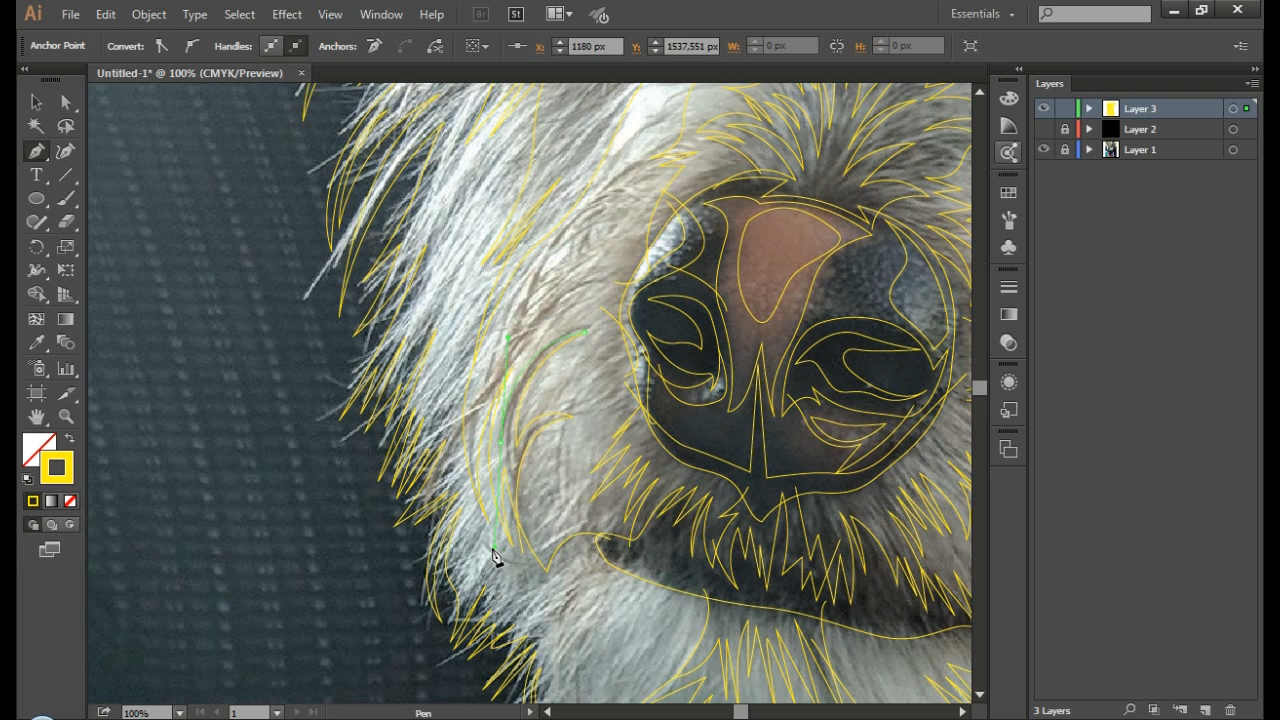 Ai File Edit Object Type Select Effect View Window Help Br St Essentials
Anchor Point Convert: Handles: Anchors: X: 1180 px Y: 1537,551 px W: 0 px H: 0 px
Untitled-1* @ 100% (CMYK/Preview) ×
Layers
Layer 3
Layer 2
Layer 1
100% 1 Pen 3 Layers